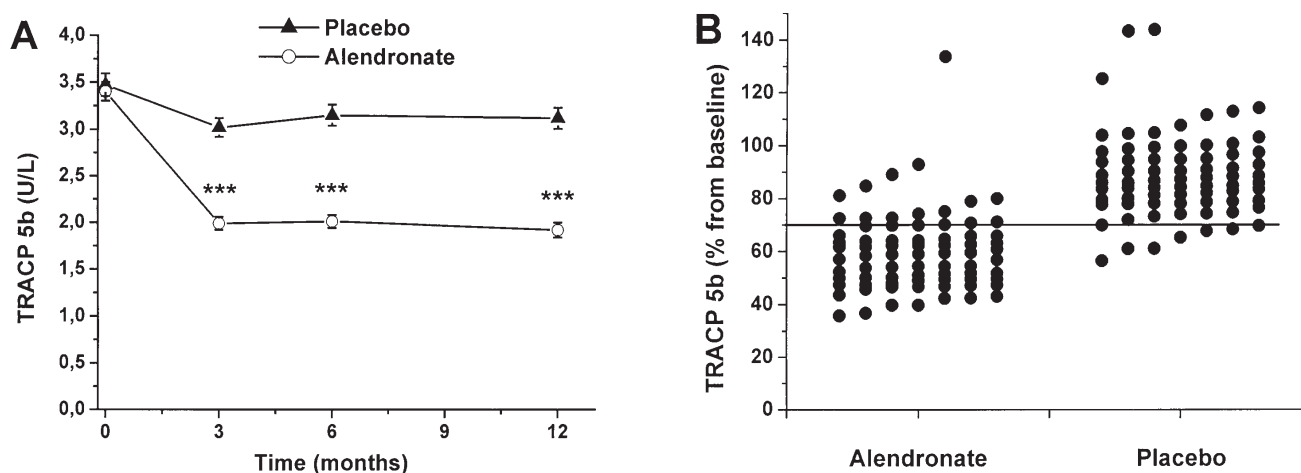 A
Placebo
Alendronate
TRACP 5b (U/L)
4,0
3,5
3,0
2,5
2,0
1,5
1,0
0,5
0,0
*** *** ***
0 3 6 9 12
Time (months)
B
TRACP 5b (% from baseline)
140
120
100
80
60
40
20
0
Alendronate Placebo